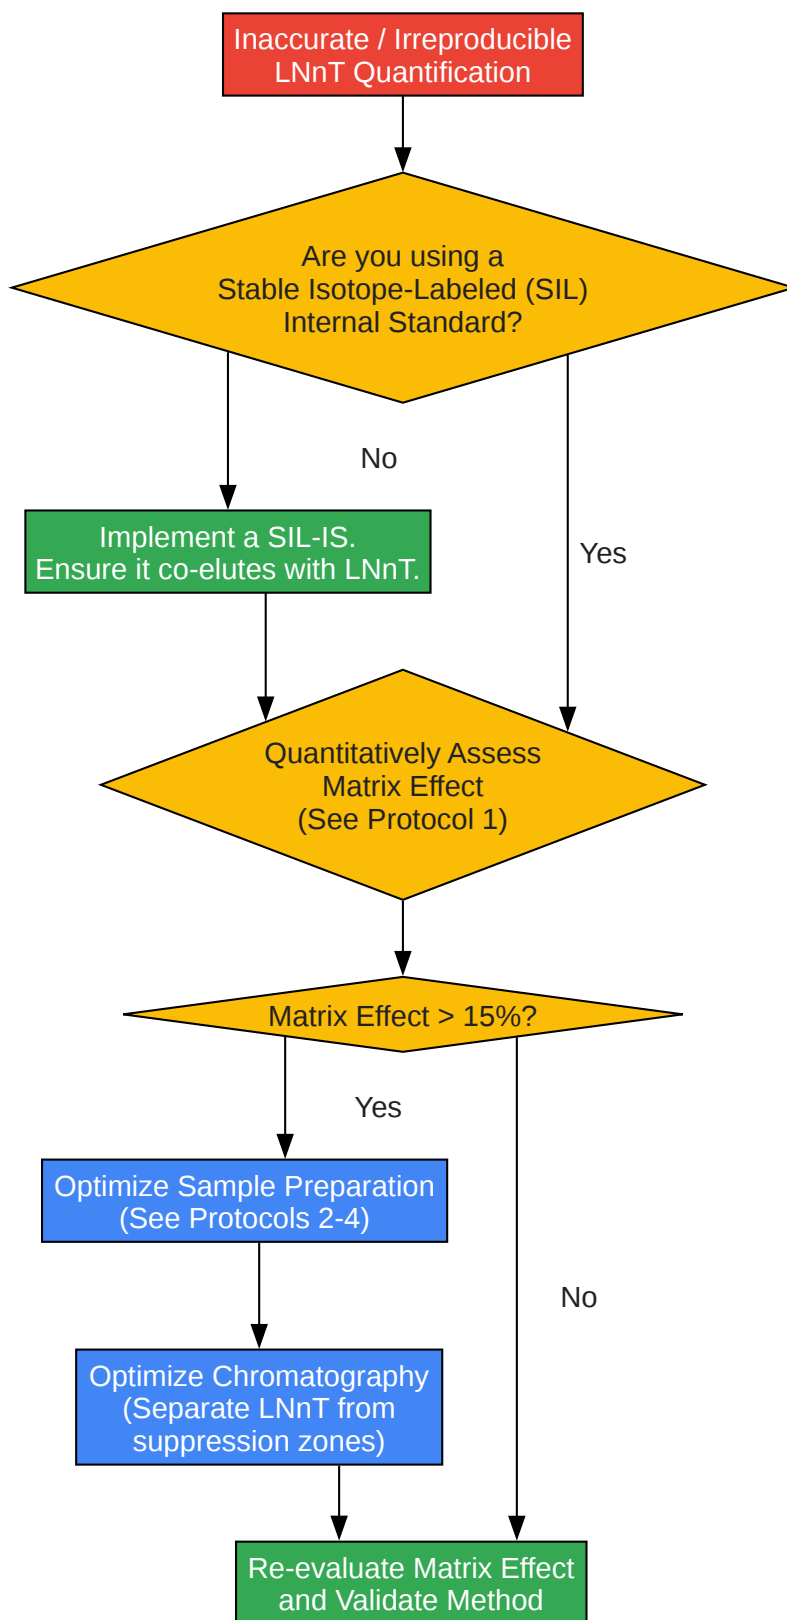 Inaccurate / Irreproducible
LNnT Quantification
Are you using a
Stable Isotope-Labeled (SIL)
Internal Standard?
No
Implement a SIL-IS.
Ensure it co-elutes with LNnT.
Yes
Quantitatively Assess
Matrix Effect
(See Protocol 1)
Matrix Effect > 15%?
Yes
Optimize Sample Preparation
(See Protocols 2-4)
No
Optimize Chromatography
(Separate LNnT from
suppression zones)
Re-evaluate Matrix Effect
and Validate Method